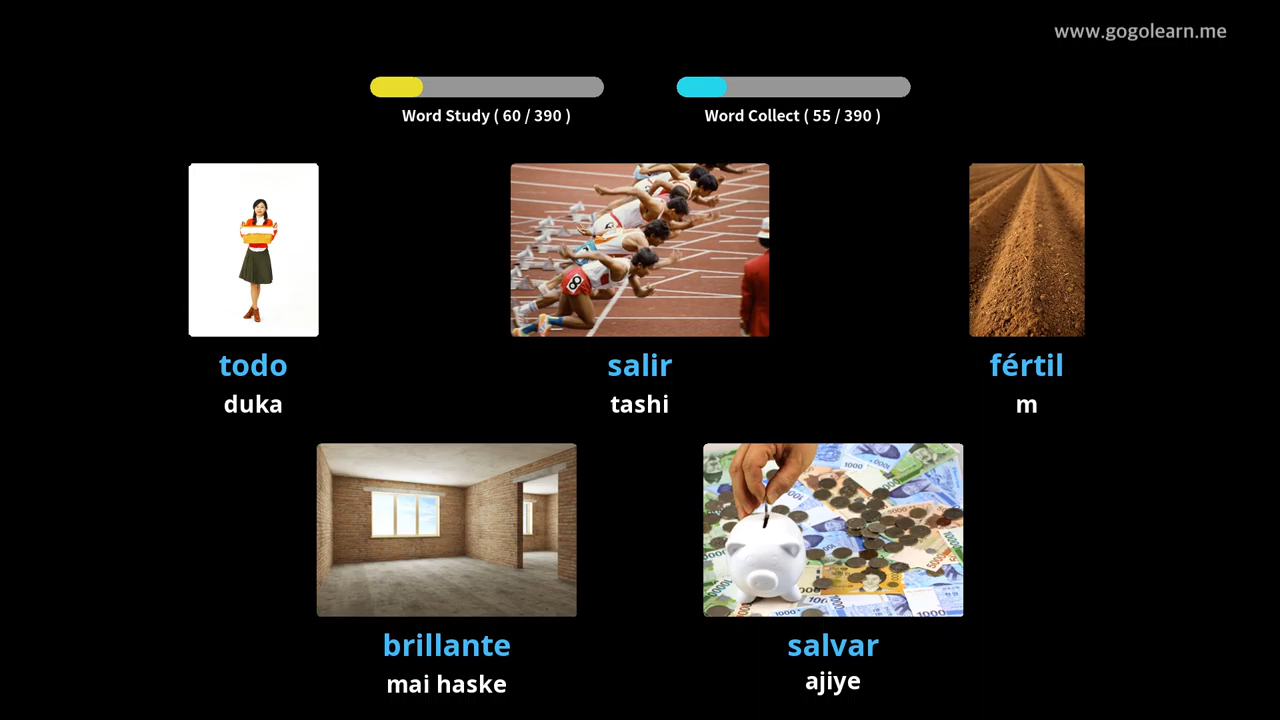 www.gogolearn.me
Word Study ( 60 / 390 )
Word Collect ( 55 / 390 )
todo
duka
salir
tashi
fértil
m
brillante
mai haske
salvar
ajiye